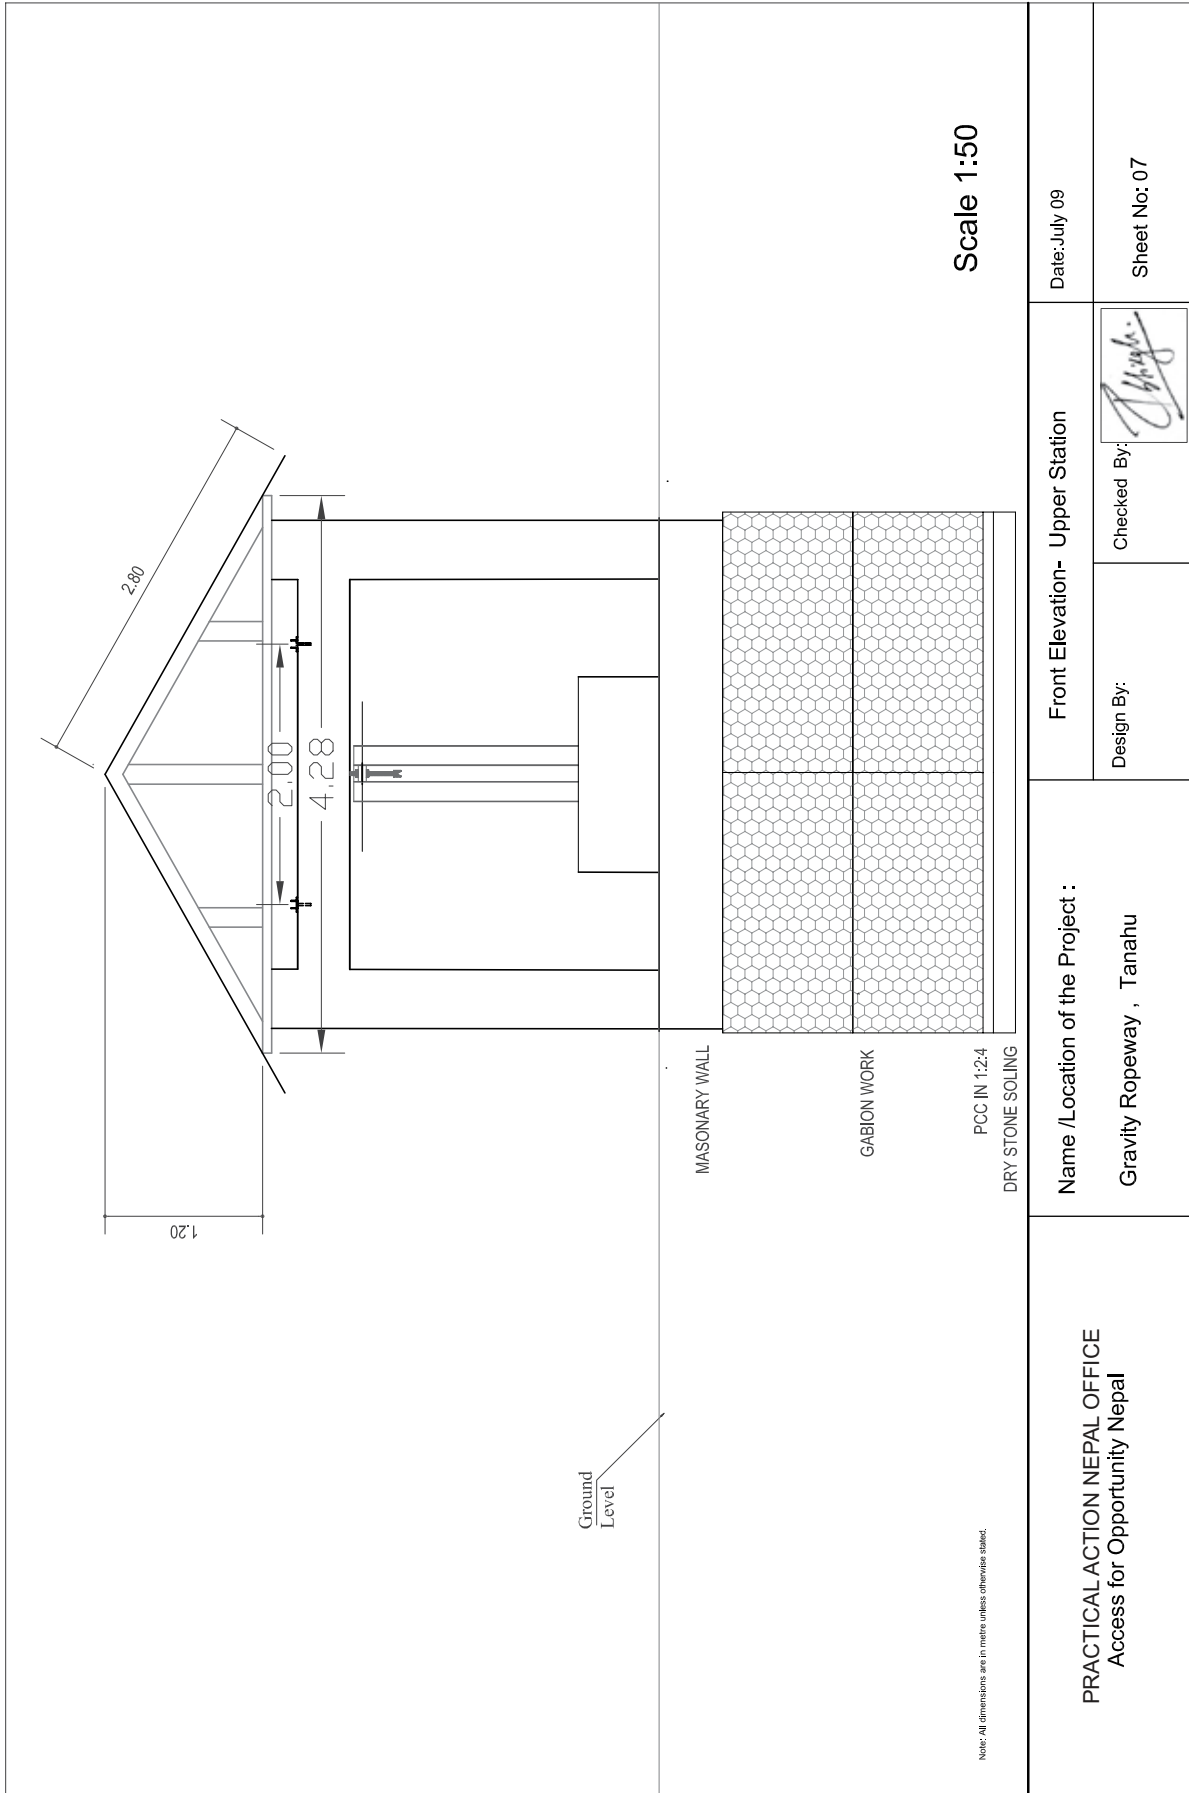 2.80
1.20
2.00
4.28
Ground
Level
MASONARY WALL
GABION WORK
PCC IN 1:2:4
DRY STONE SOLING
Scale 1:50
Note: All dimensions are in metre unless otherwise stated.
PRACTICAL ACTION NEPAL OFFICE
Access for Opportunity Nepal
Name /Location of the Project :
Gravity Ropeway , Tanahu
Front Elevation- Upper Station
Design By:
Checked By:
Date:July 09
Sheet No: 07